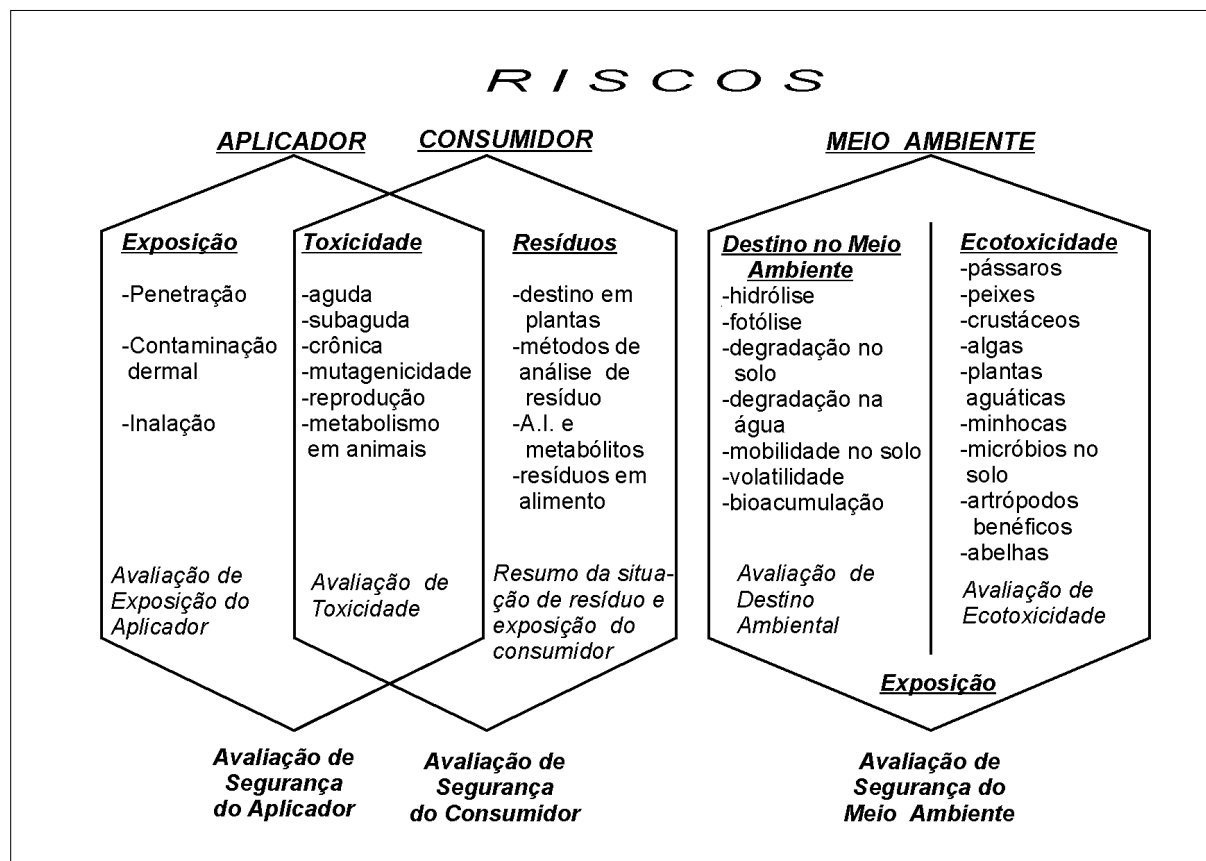 R I S C O S
APLICADOR
CONSUMIDOR
MEIO AMBIENTE
Exposição
-Penetração
-Contaminação
dermal
-Inalação
Avaliação de
Exposição do
Aplicador
Toxicidade
-aguda
-subaguda
-crônica
-mutagenicidade
-reprodução
-metabolismo
em animais
Avaliação de
Toxicidade
Resíduos
-destino em
plantas
-métodos de
análise de
resíduo
-A.I. e
metabólitos
-resíduos em
alimento
Resumo da situa-
ção de resíduo e
exposição do
consumidor
Destino no Meio
Ambiente
-hidrólise
-fotólise
-degradação no
solo
-degradação na
água
-mobilidade no solo
-volatilidade
-bioacumulação
Avaliação de
Destino
Ambiental
Ecotoxicidade
-pássaros
-peixes
-crustáceos
-algas
-plantas
aguáticas
-minhocas
-micróbios no
solo
-artrópodos
benéficos
-abelhas
Avaliação de
Ecotoxicidade
Exposição
Avaliação de
Segurança
do Aplicador
Avaliação de
Segurança
do Consumidor
Avaliação de
Segurança do
Meio Ambiente